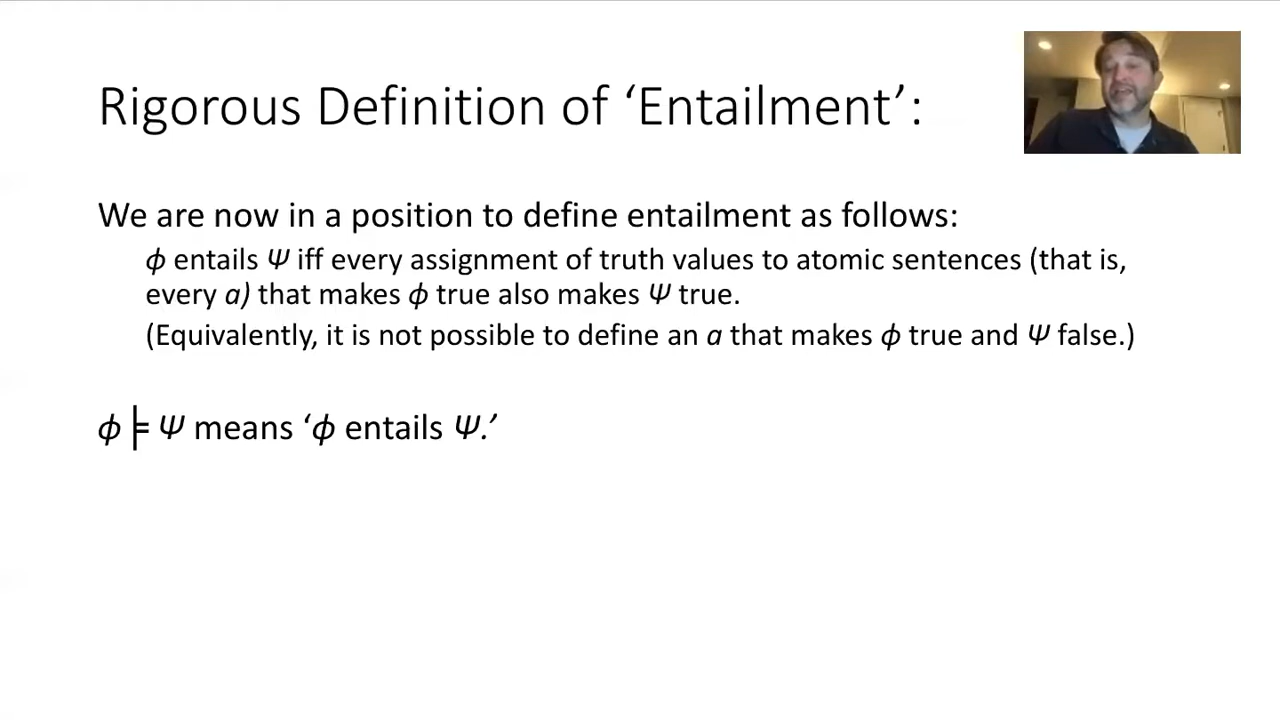 Rigorous Definition of ‘Entailment’:
We are now in a position to define entailment as follows:
ϕ entails Ψ iff every assignment of truth values to atomic sentences (that is,
every a) that makes ϕ true also makes Ψ true.
(Equivalently, it is not possible to define an a that makes ϕ true and Ψ false.)
ϕ ⊨ Ψ means ‘ϕ entails Ψ.’